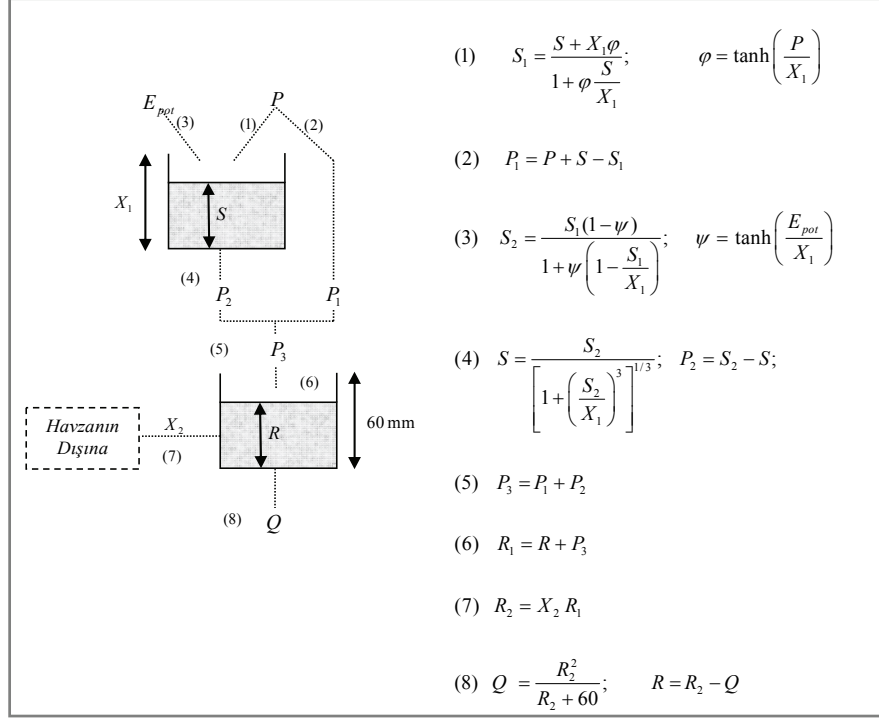 E_pot
P
(3)
(1)
(2)
X_1
S
(4)
P_2
P_1
(5)
P_3
(6)
Havzanın
Dışına
X_2
(7)
R
60 mm
(8)
Q
(1) S_1 = (S + X_1 φ) / (1 + φ S/X_1); φ = tanh(P/X_1)
(2) P_1 = P + S − S_1
(3) S_2 = S_1(1 − ψ) / (1 + ψ(1 − S_1/X_1)); ψ = tanh(E_pot/X_1)
(4) S = S_2 / [1 + (S_2/X_1)^3]^{1/3}; P_2 = S_2 − S;
(5) P_3 = P_1 + P_2
(6) R_1 = R + P_3
(7) R_2 = X_2 R_1
(8) Q = R_2^2 / (R_2 + 60); R = R_2 − Q